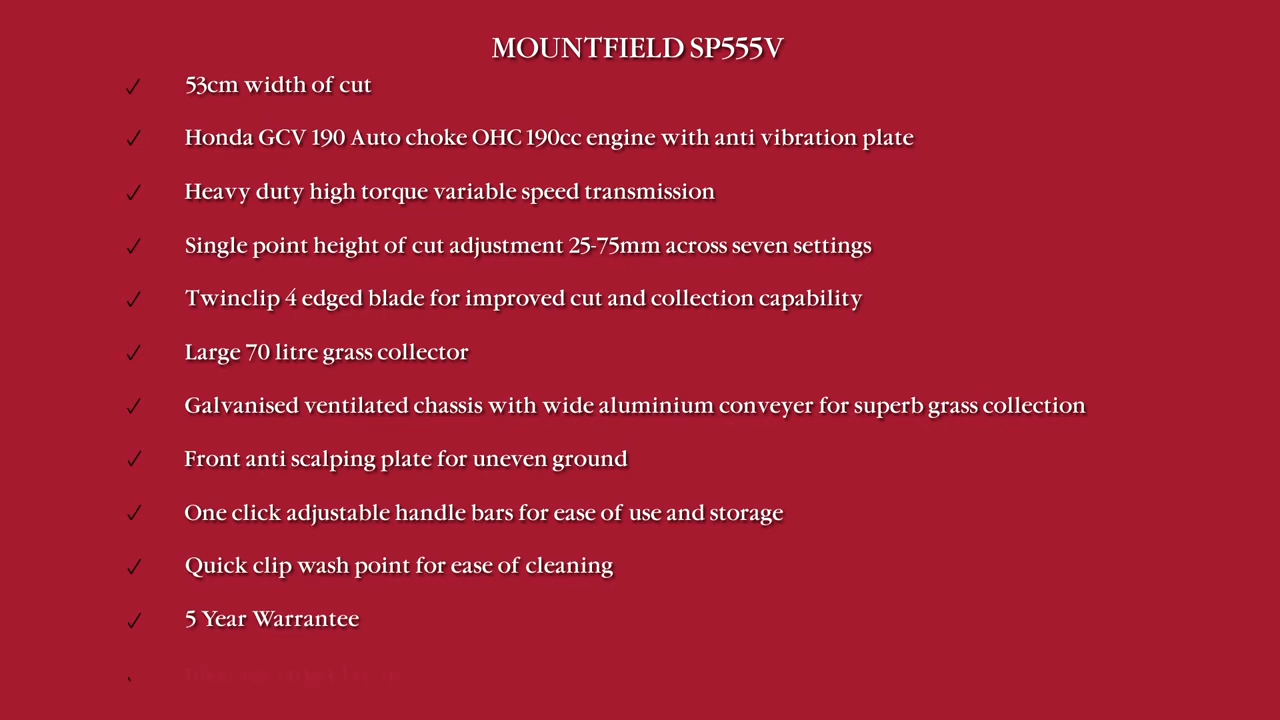 MOUNTFIELD SP555V
✓ 53cm width of cut
✓ Honda GCV 190 Auto choke OHC 190cc engine with anti vibration plate
✓ Heavy duty high torque variable speed transmission
✓ Single point height of cut adjustment 25-75mm across seven settings
✓ Twinclip 4 edged blade for improved cut and collection capability
✓ Large 70 litre grass collector
✓ Galvanised ventilated chassis with wide aluminium conveyer for superb grass collection
✓ Front anti scalping plate for uneven ground
✓ One click adjustable handle bars for ease of use and storage
✓ Quick clip wash point for ease of cleaning
✓ 5 Year Warrantee